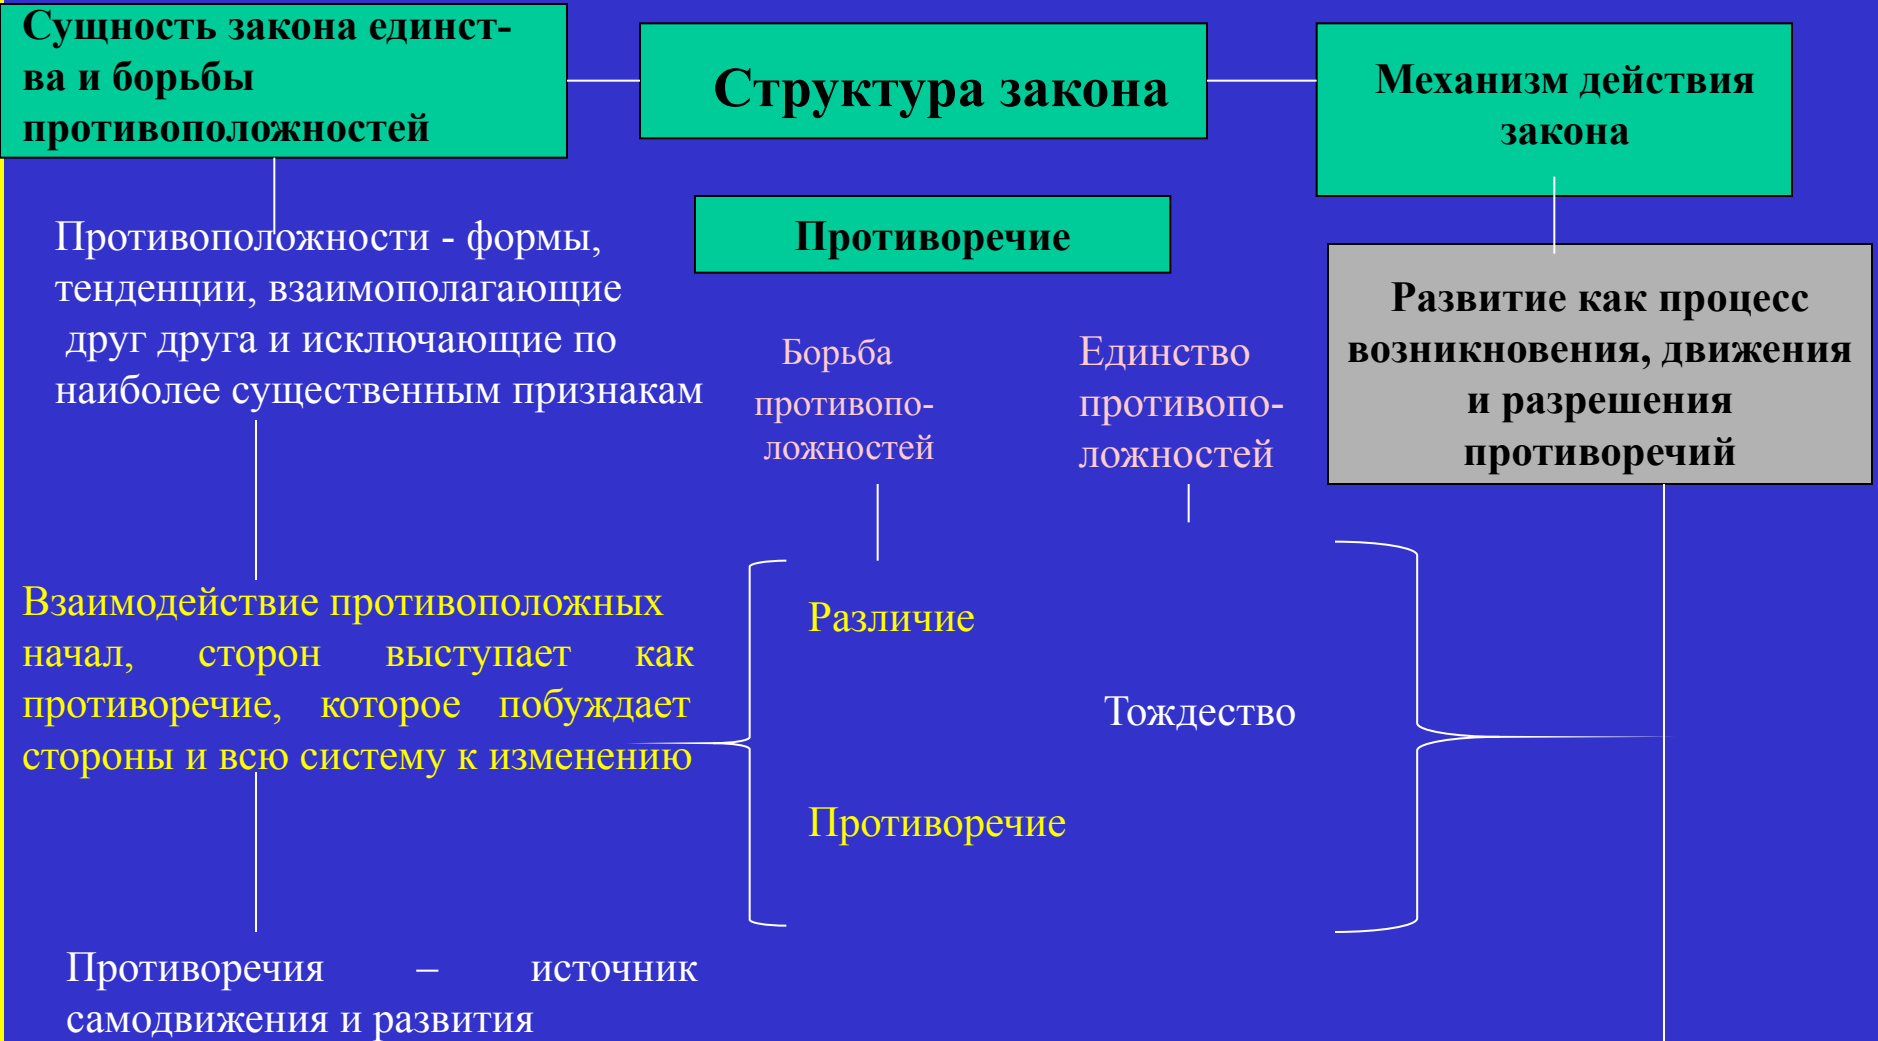 Сущность закона единст-
ва и борьбы
противоположностей
Структура закона
Механизм действия
закона
Противоположности - формы,
тенденции, взаимополагающие
друг друга и исключающие по
наиболее существенным признакам
Противоречие
Борьба
противопо-
ложностей
Единство
противопо-
ложностей
Развитие как процесс
возникновения, движения
и разрешения
противоречий
Взаимодействие противоположных
начал, сторон выступает как
противоречие, которое побуждает
стороны и всю систему к изменению
Различие
Тождество
Противоречие
Противоречия – источник
самодвижения и развития